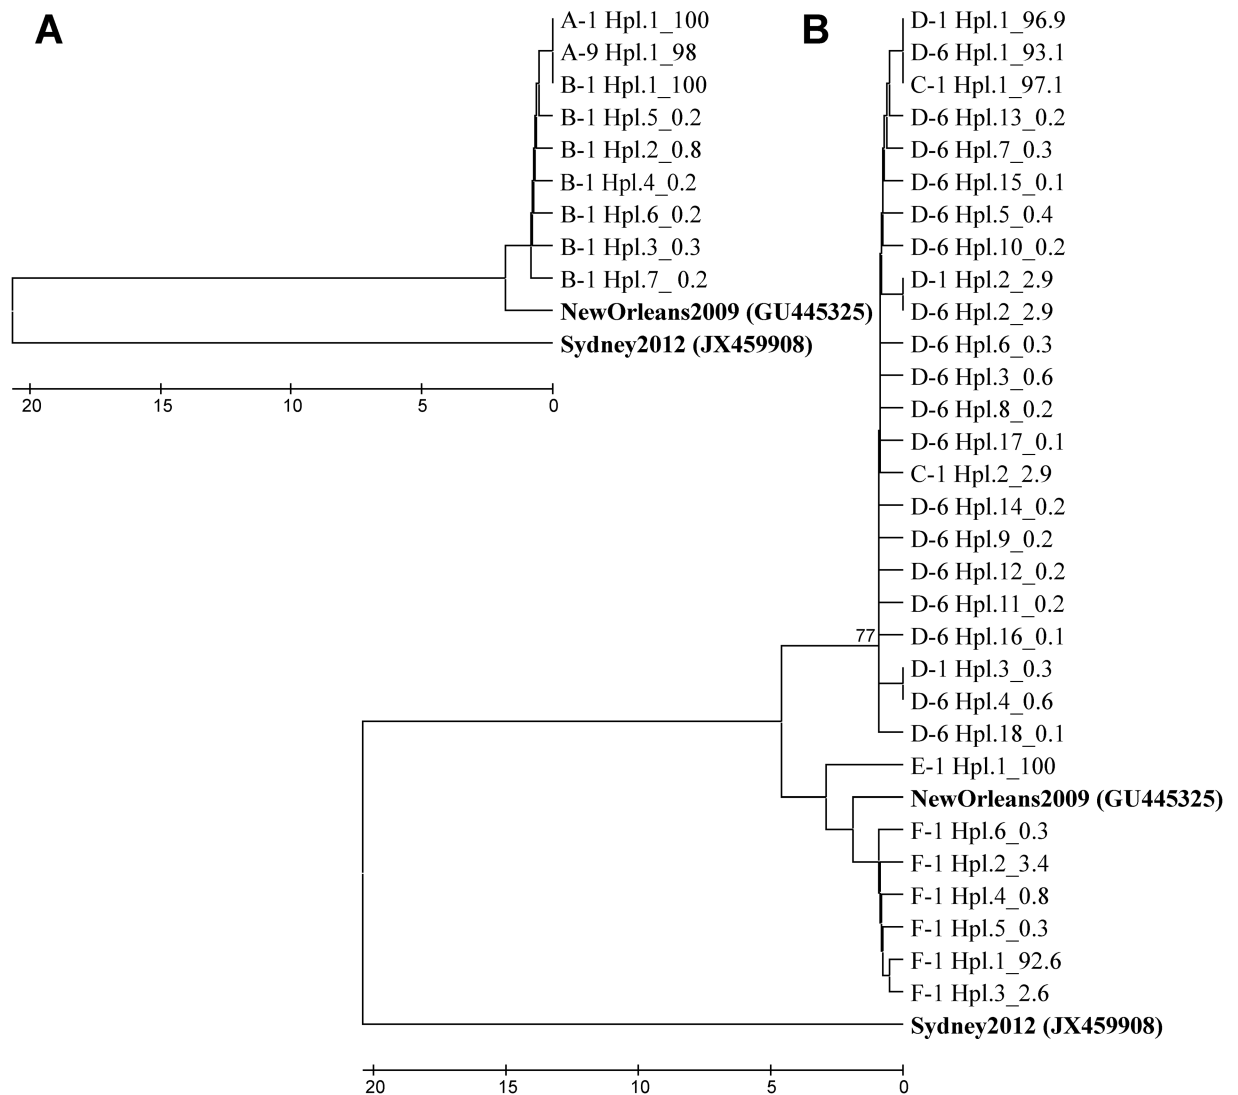 A
A-1 Hpl.1_100
A-9 Hpl.1_98
B-1 Hpl.1_100
B-1 Hpl.5_0.2
B-1 Hpl.2_0.8
B-1 Hpl.4_0.2
B-1 Hpl.6_0.2
B-1 Hpl.3_0.3
B-1 Hpl.7_ 0.2
NewOrleans2009 (GU445325)
Sydney2012 (JX459908)
20 15 10 5 0
B
D-1 Hpl.1_96.9
D-6 Hpl.1_93.1
C-1 Hpl.1_97.1
D-6 Hpl.13_0.2
D-6 Hpl.7_0.3
D-6 Hpl.15_0.1
D-6 Hpl.5_0.4
D-6 Hpl.10_0.2
D-1 Hpl.2_2.9
D-6 Hpl.2_2.9
D-6 Hpl.6_0.3
D-6 Hpl.3_0.6
D-6 Hpl.8_0.2
D-6 Hpl.17_0.1
C-1 Hpl.2_2.9
D-6 Hpl.14_0.2
D-6 Hpl.9_0.2
D-6 Hpl.12_0.2
D-6 Hpl.11_0.2
77 D-6 Hpl.16_0.1
D-1 Hpl.3_0.3
D-6 Hpl.4_0.6
D-6 Hpl.18_0.1
E-1 Hpl.1_100
NewOrleans2009 (GU445325)
F-1 Hpl.6_0.3
F-1 Hpl.2_3.4
F-1 Hpl.4_0.8
F-1 Hpl.5_0.3
F-1 Hpl.1_92.6
F-1 Hpl.3_2.6
Sydney2012 (JX459908)
20 15 10 5 0